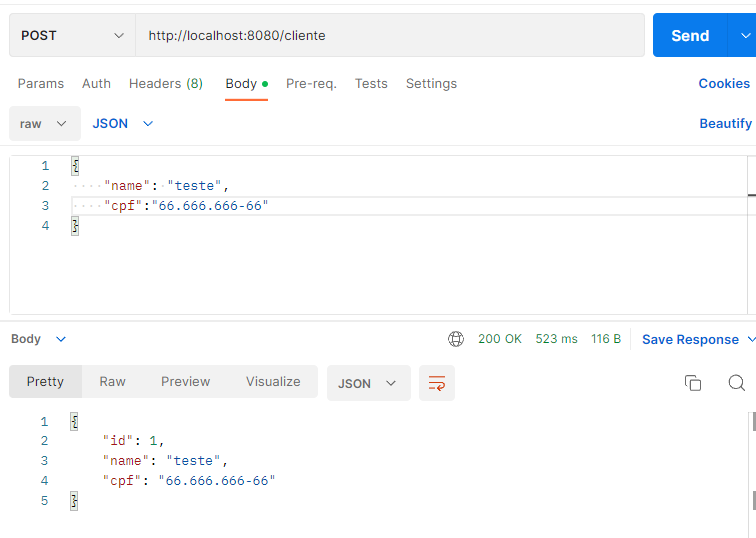 POST http://localhost:8080/cliente Send
Params Auth Headers (8) Body Pre-req. Tests Settings Cookies
raw JSON Beautify
1 {
2 "name": "teste",
3 "cpf":"66.666.666-66"
4 }
Body 200 OK 523 ms 116 B Save Response
Pretty Raw Preview Visualize JSON
1 {
2 "id": 1,
3 "name": "teste",
4 "cpf": "66.666.666-66"
5 }